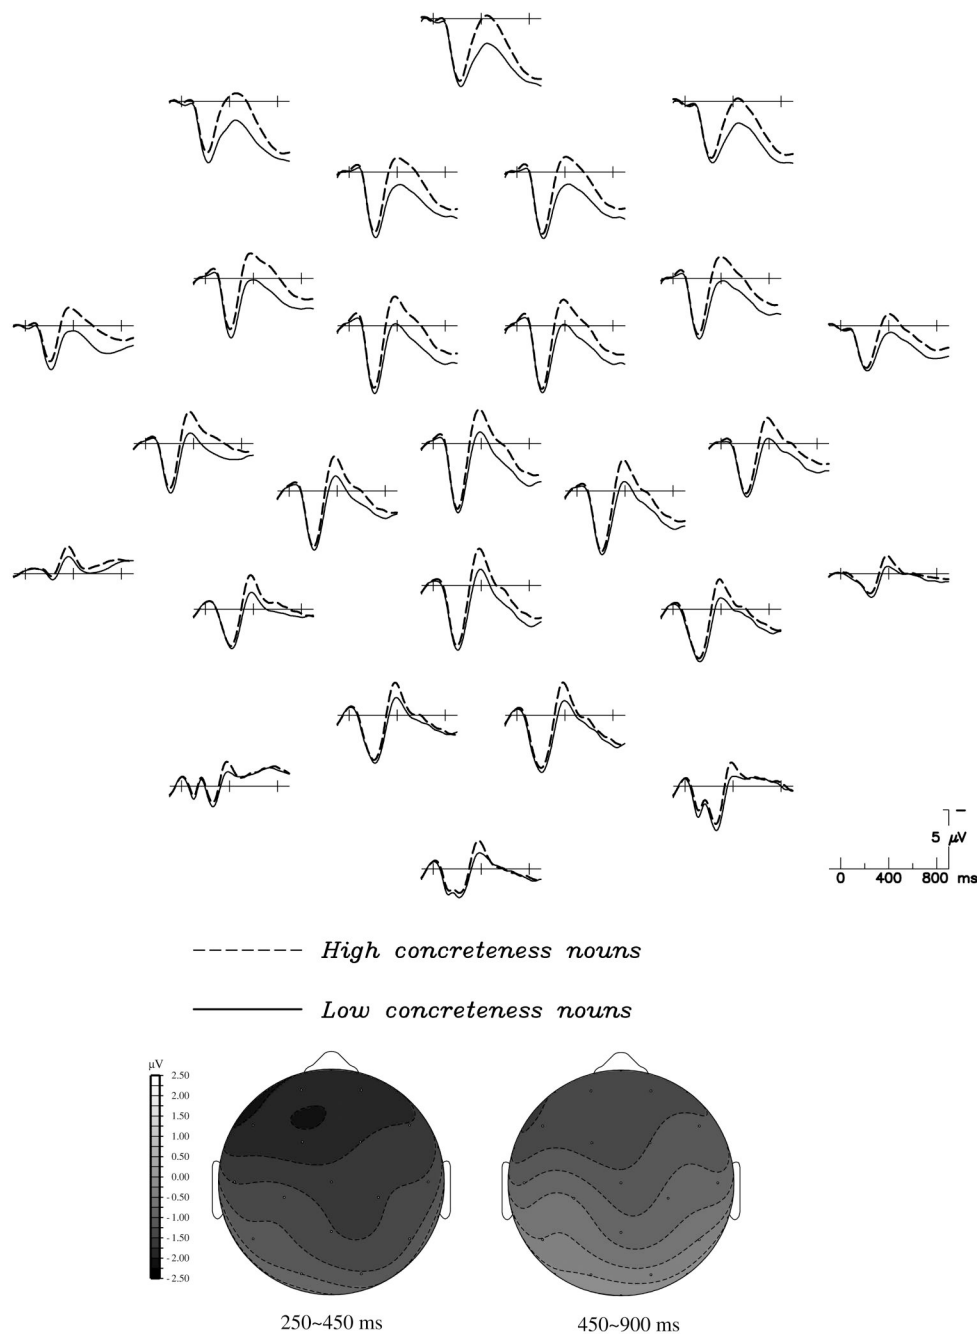 5 μV
0 400 800 ms
High concreteness nouns
Low concreteness nouns
μV
2.50
2.00
1.50
1.00
0.00
- 0.50
- 1.00
- 1.50
- 2.00
- 2.50
250~450 ms
450~900 ms